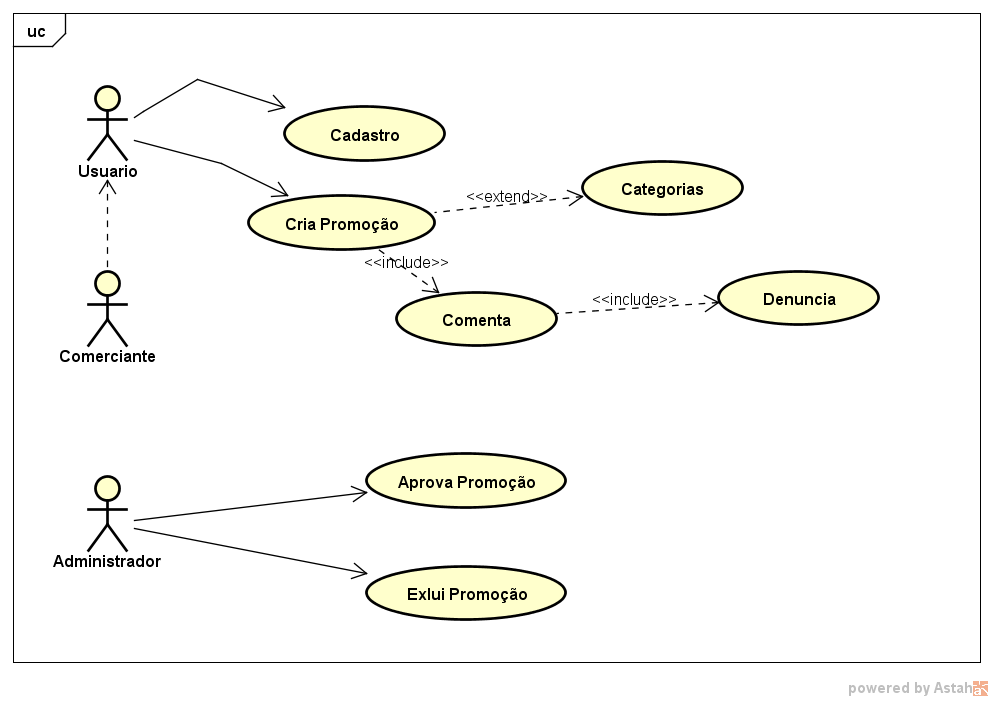 uc
Usuario
Cadastro
Cria Promoção
<<extend>>
Categorias
<<include>>
Comenta
<<include>>
Denuncia
Comerciante
Administrador
Aprova Promoção
Exlui Promoção
powered by Astah